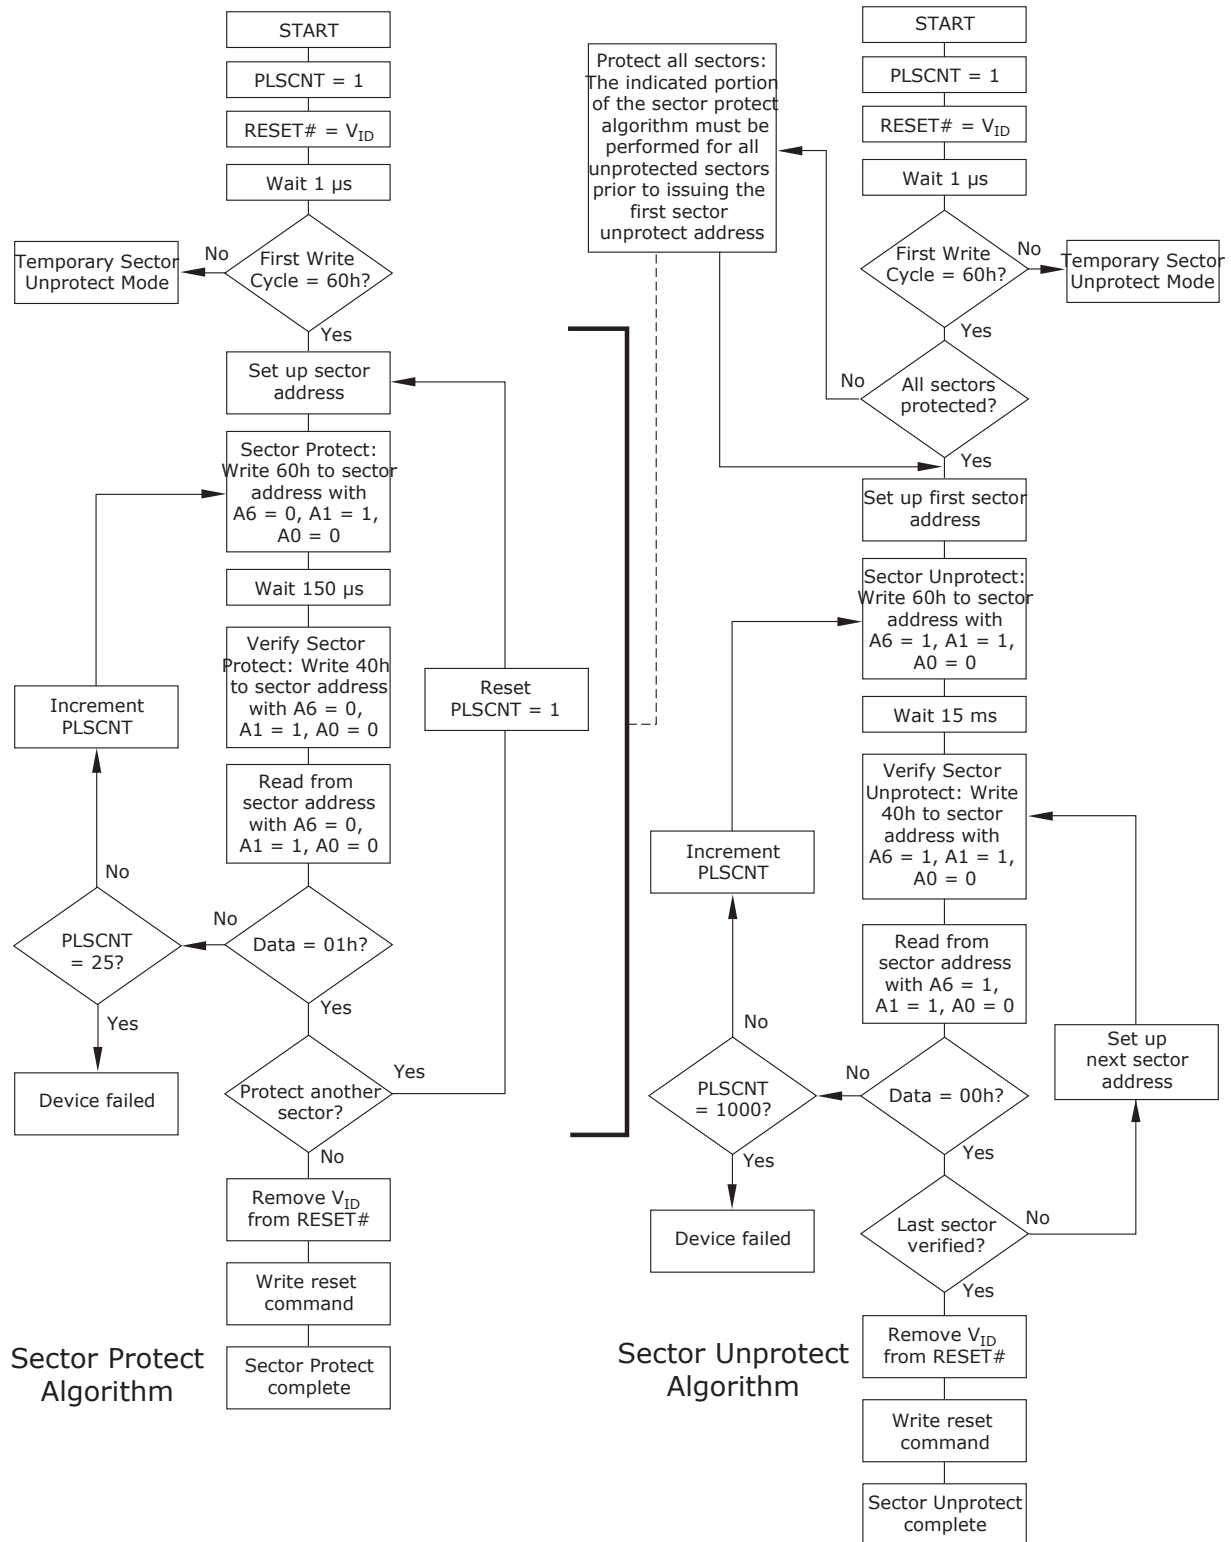 START
PLSCNT = 1
RESET# = VID
Wait 1 μs
First Write
Cycle = 60h?
No
Temporary Sector
Unprotect Mode
Yes
Set up sector
address
Sector Protect:
Write 60h to sector
address with
A6 = 0, A1 = 1,
A0 = 0
Wait 150 μs
Verify Sector
Protect: Write 40h
to sector address
with A6 = 0,
A1 = 1, A0 = 0
Reset
PLSCNT = 1
Increment
PLSCNT
Read from
sector address
with A6 = 0,
A1 = 1, A0 = 0
No
No
PLSCNT
= 25?
Data = 01h?
Yes
Yes
Device failed
Protect another
sector?
Yes
No
Remove VID
from RESET#
Write reset
command
Sector Protect
complete
Sector Protect
Algorithm
Protect all sectors:
The indicated portion
of the sector protect
algorithm must be
performed for all
unprotected sectors
prior to issuing the
first sector
unprotect address
START
PLSCNT = 1
RESET# = VID
Wait 1 μs
First Write
Cycle = 60h?
No
Temporary Sector
Unprotect Mode
Yes
No
All sectors
protected?
Yes
Set up first sector
address
Sector Unprotect:
Write 60h to sector
address with
A6 = 1, A1 = 1,
A0 = 0
Wait 15 ms
Verify Sector
Unprotect: Write
40h to sector
address with
A6 = 1, A1 = 1,
A0 = 0
Increment
PLSCNT
Read from
sector address
with A6 = 1,
A1 = 1, A0 = 0
No
No
PLSCNT
= 1000?
Data = 00h?
Set up
next sector
address
Yes
Yes
Device failed
Last sector
verified?
No
Yes
Remove VID
from RESET#
Write reset
command
Sector Unprotect
complete
Sector Unprotect
Algorithm